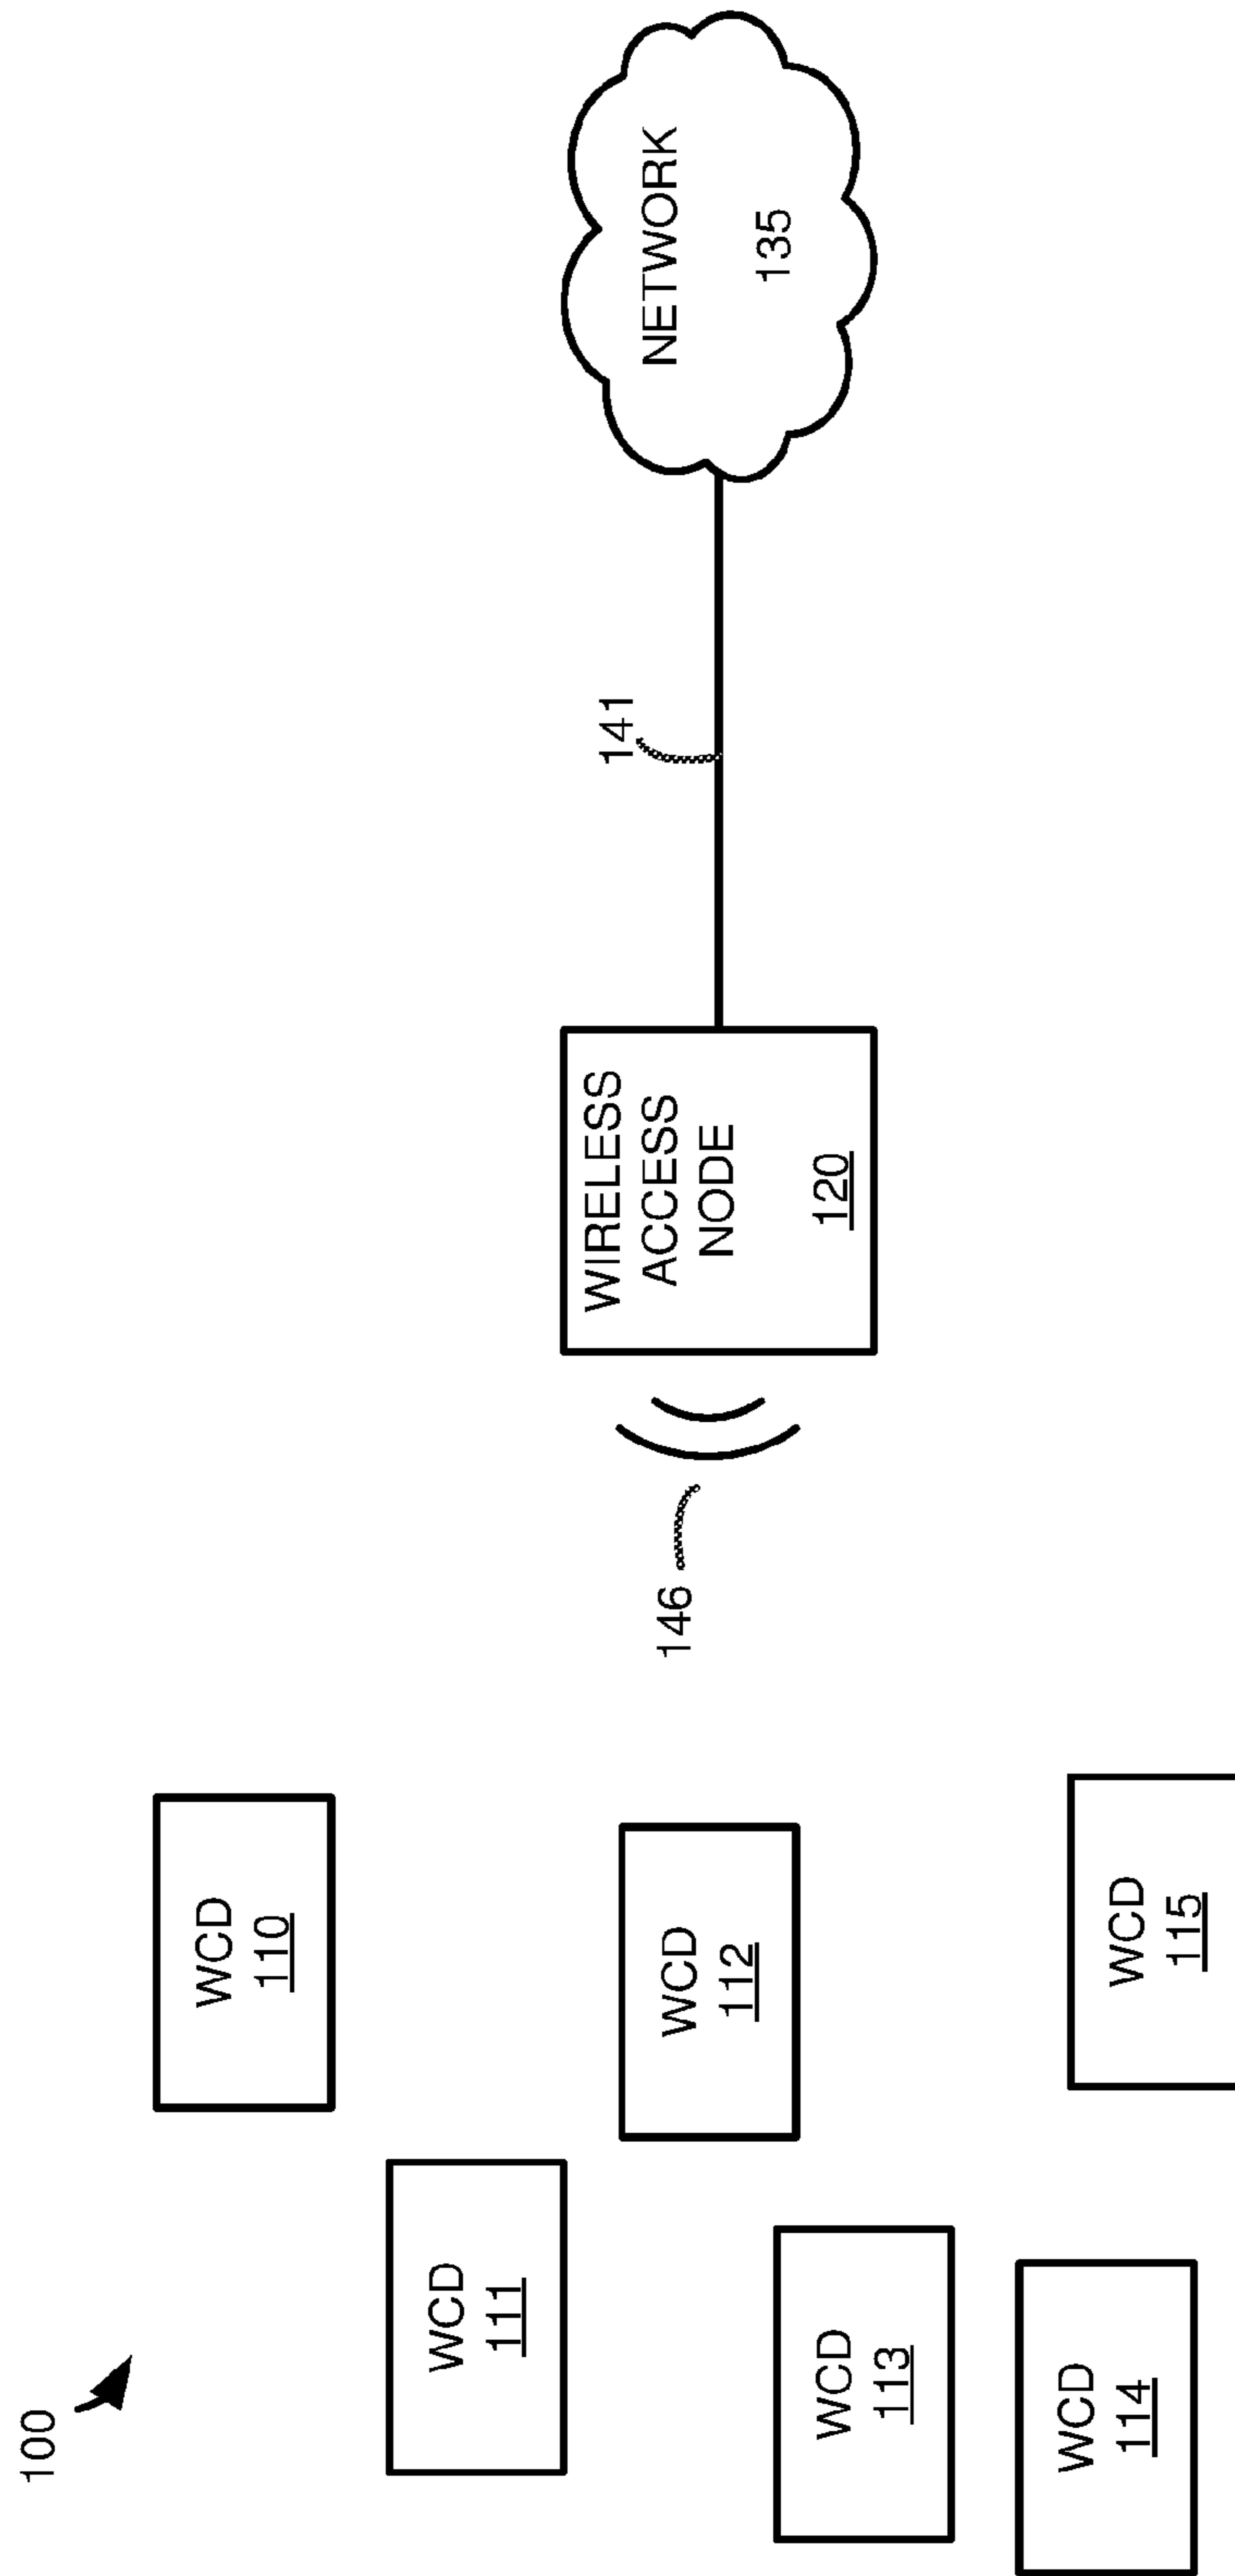 100
WCD
110
WCD
111
WCD
112
WCD
113
WCD
114
WCD
115
146
WIRELESS
ACCESS
NODE
120
141
NETWORK
135